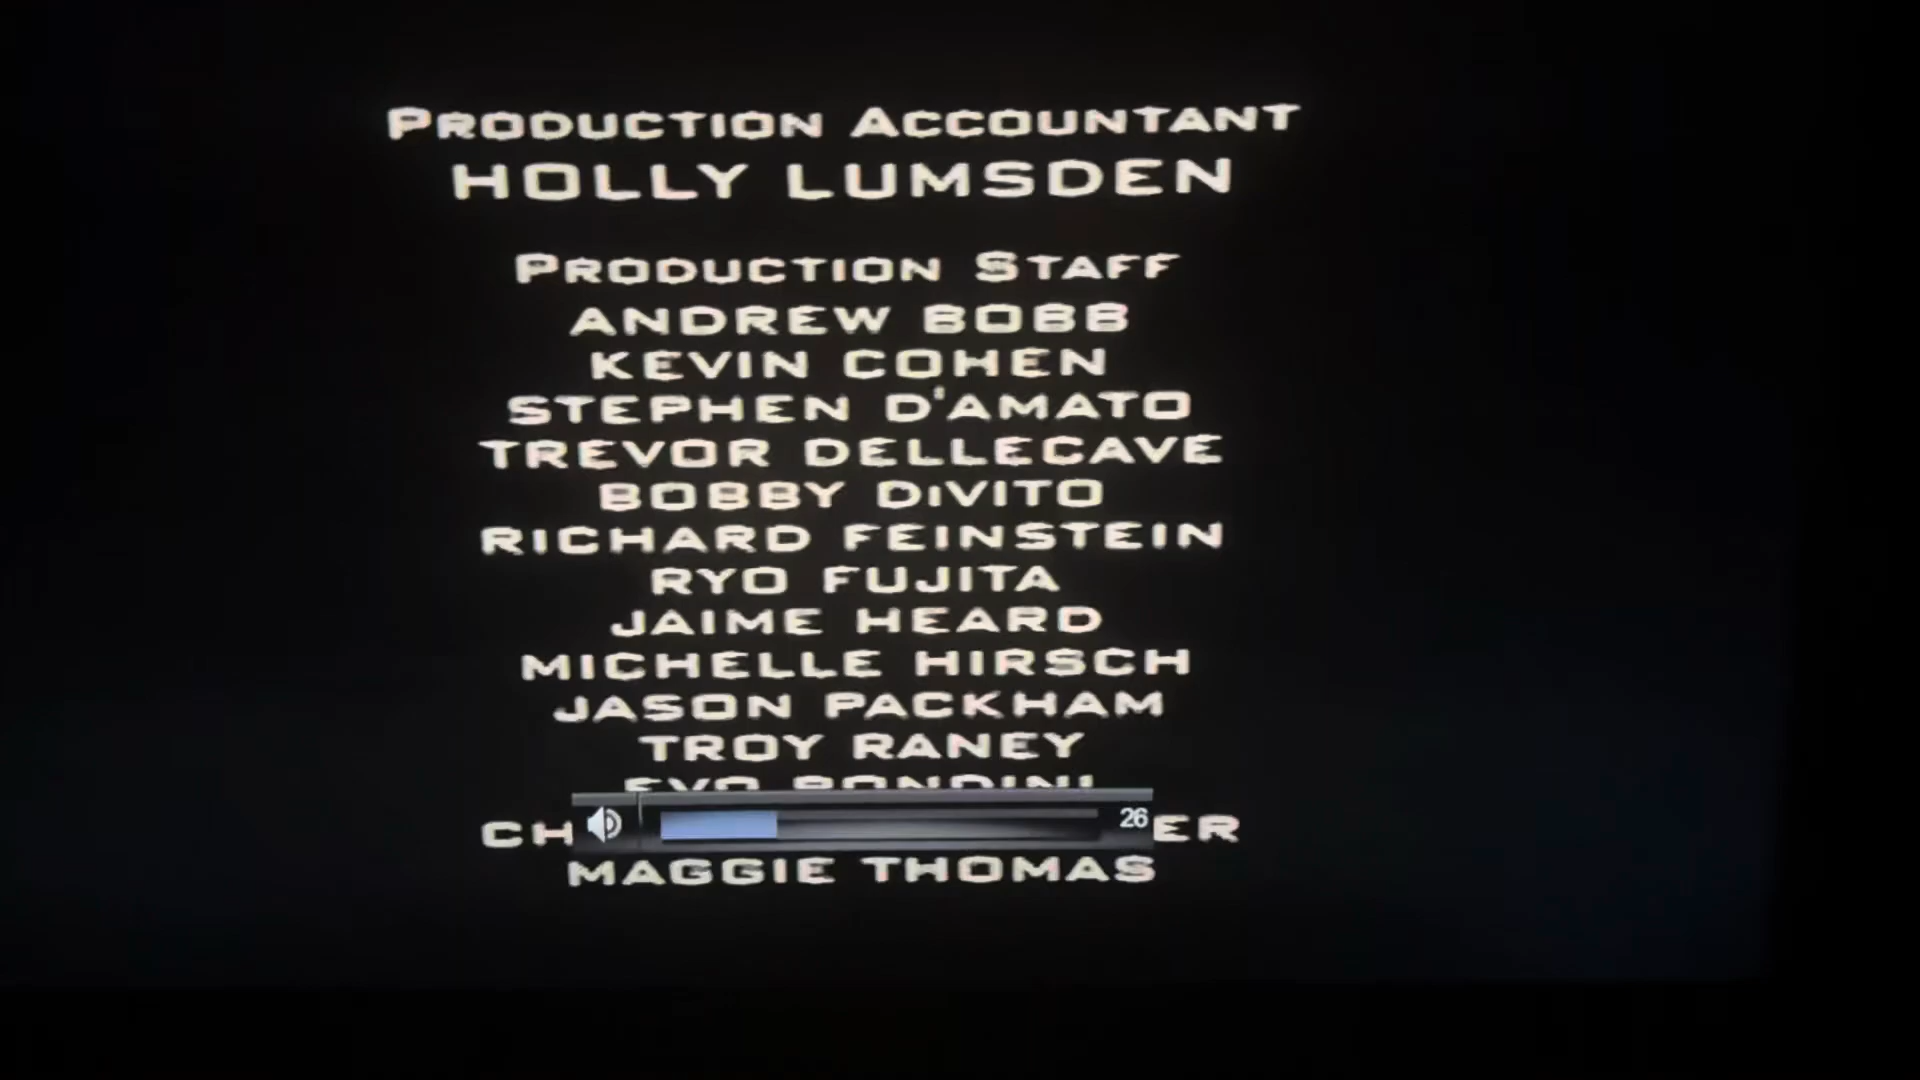 PRODUCTION ACCOUNTANT
HOLLY LUMSDEN
PRODUCTION STAFF
ANDREW BOBB
KEVIN COHEN
STEPHEN D'AMATO
TREVOR DELLECAVE
BOBBY DiVITO
RICHARD FEINSTEIN
RYO FUJITA
JAIME HEARD
MICHELLE HIRSCH
JASON PACKHAM
TROY RANEY
26
MAGGIE THOMAS